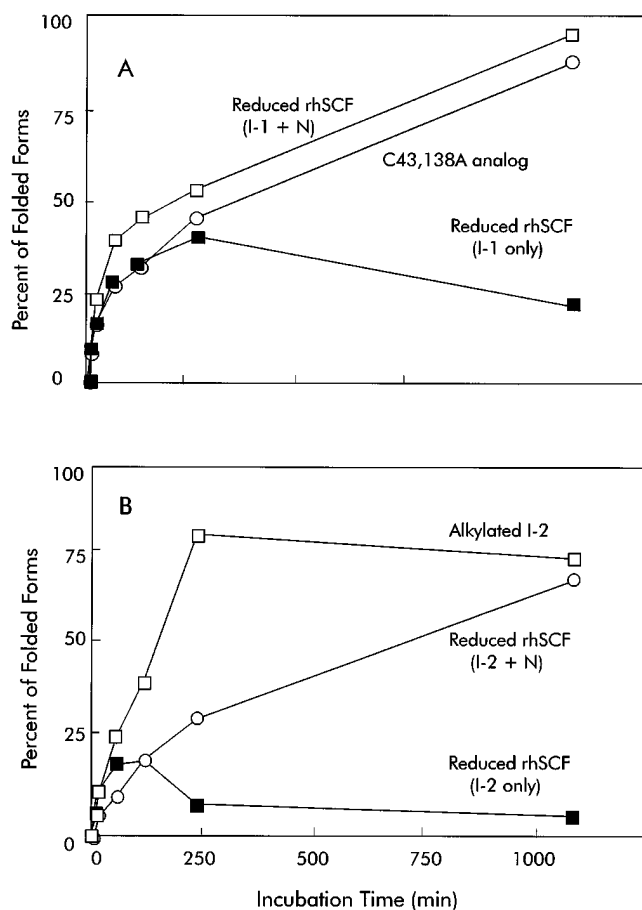 100
A
Reduced rhSCF
(I-1 + N)
75
C43,138A analog
50
Reduced rhSCF
(I-1 only)
25
0
Percent of Folded Forms
100
B
Alkylated I-2
75
Reduced rhSCF
(I-2 + N)
50
25
Reduced rhSCF
(I-2 only)
0
Percent of Folded Forms
0 250 500 750 1000
Incubation Time (min)